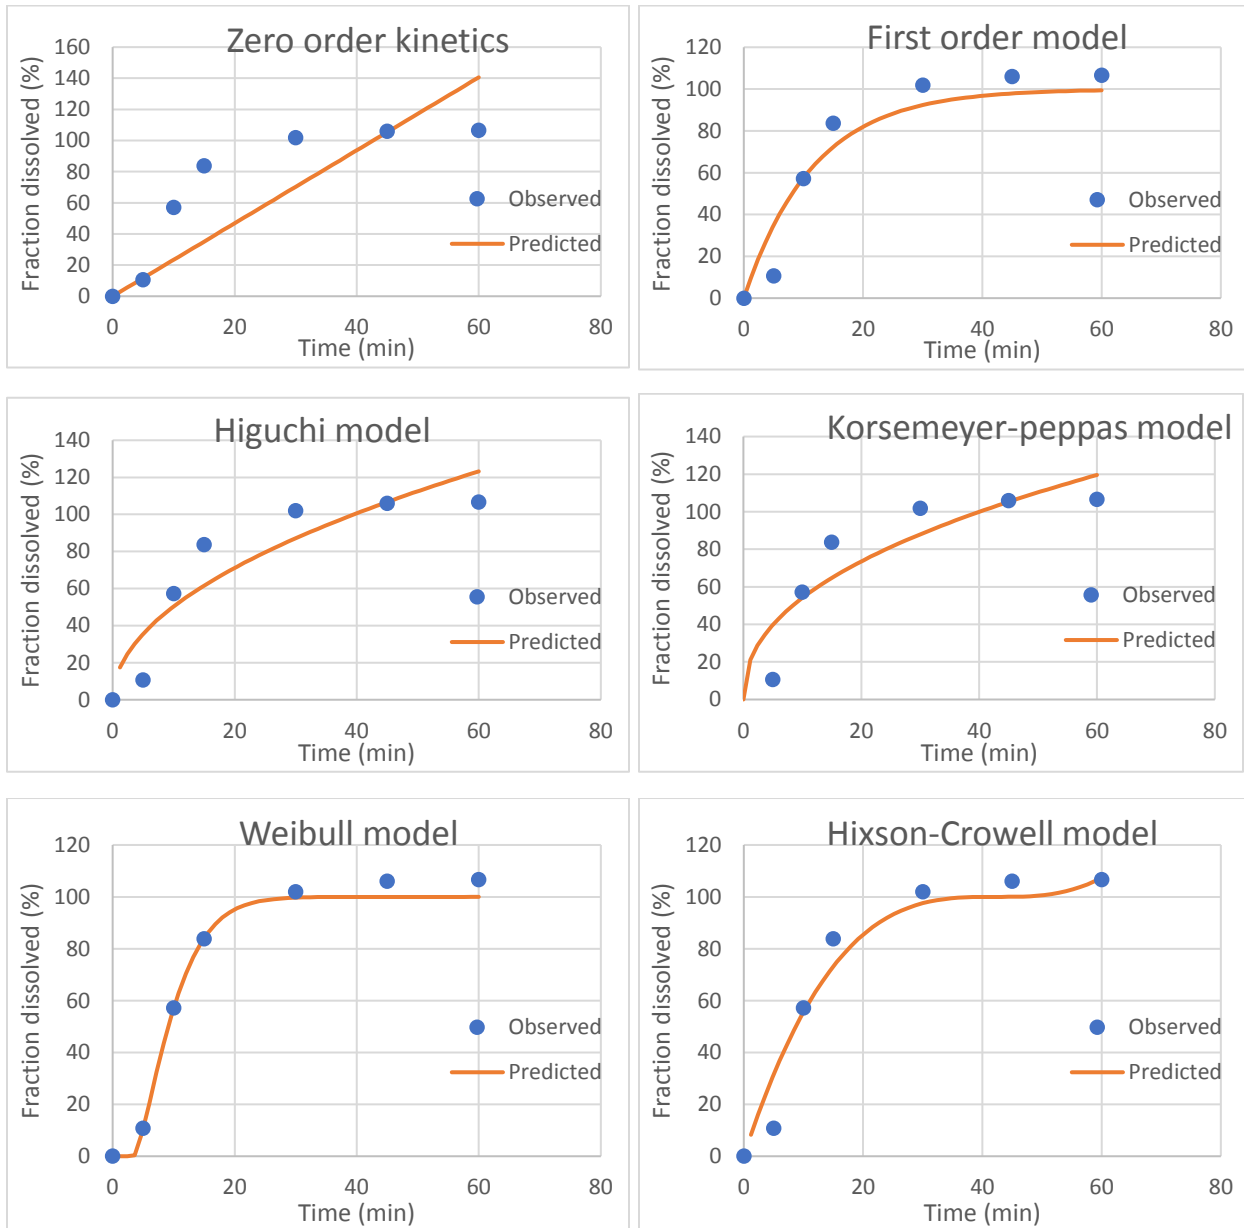 Zero order kinetics
Fraction dissolved (%)
160
140
120
100
80
60
40
20
0
0 20 40 60 80
Time (min)
Observed
Predicted
First order model
Fraction dissolved (%)
120
100
80
60
40
20
0
0 20 40 60 80
Time (min)
Observed
Predicted
Higuchi model
Fraction dissolved (%)
140
120
100
80
60
40
20
0
0 20 40 60 80
Time (min)
Observed
Predicted
Korsemeyer-peppas model
Fraction dissolved (%)
140
120
100
80
60
40
20
0
0 20 40 60 80
Time (min)
Observed
Predicted
Weibull model
Fraction dissolved (%)
120
100
80
60
40
20
0
0 20 40 60 80
Time (min)
Observed
Predicted
Hixson-Crowell model
Fraction dissolved (%)
120
100
80
60
40
20
0
0 20 40 60 80
Time (min)
Observed
Predicted